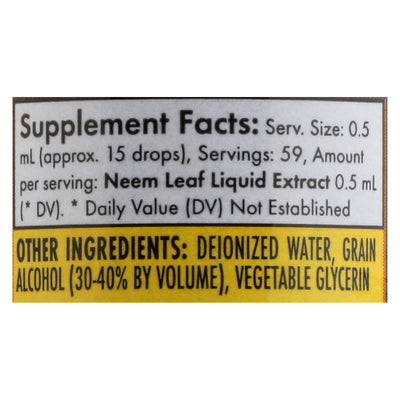 Supplement Facts: Serv. Size: 0.5
mL (approx. 15 drops), Servings: 59, Amount
per serving: Neem Leaf Liquid Extract 0.5 mL
(* DV). * Daily Value (DV) Not Established
OTHER INGREDIENTS: DEIONIZED WATER, GRAIN
ALCOHOL (30-40% BY VOLUME), VEGETABLE GLYCERIN